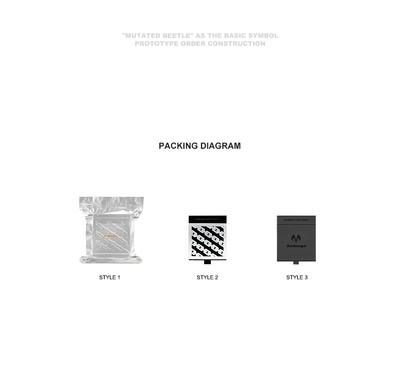 "MUTATED BEETLE" AS THE BASIC SYMBOL
PROTOTYPE ORDER CONSTRUCTION
PACKING DIAGRAM
STYLE 1
STYLE 2
STYLE 3